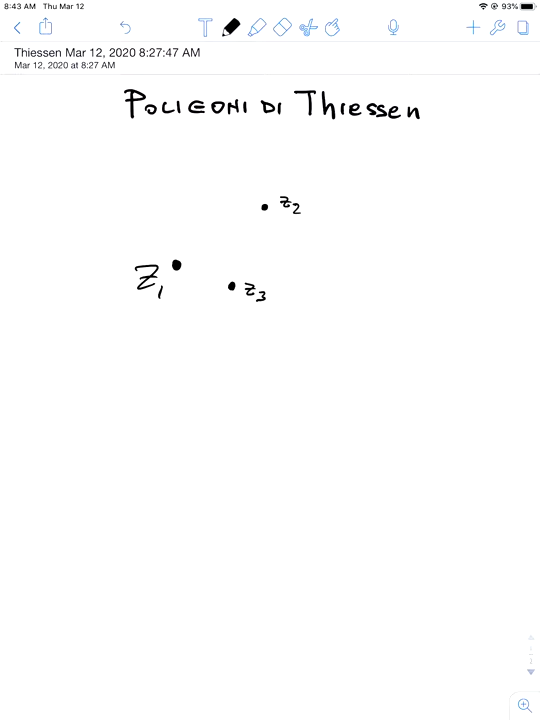 8:43 AM Thu Mar 12 93%
Thiessen Mar 12, 2020 8:27:47 AM
Mar 12, 2020 at 8:27 AM
POLIGONI DI Thiessen
z2
Z1
z3